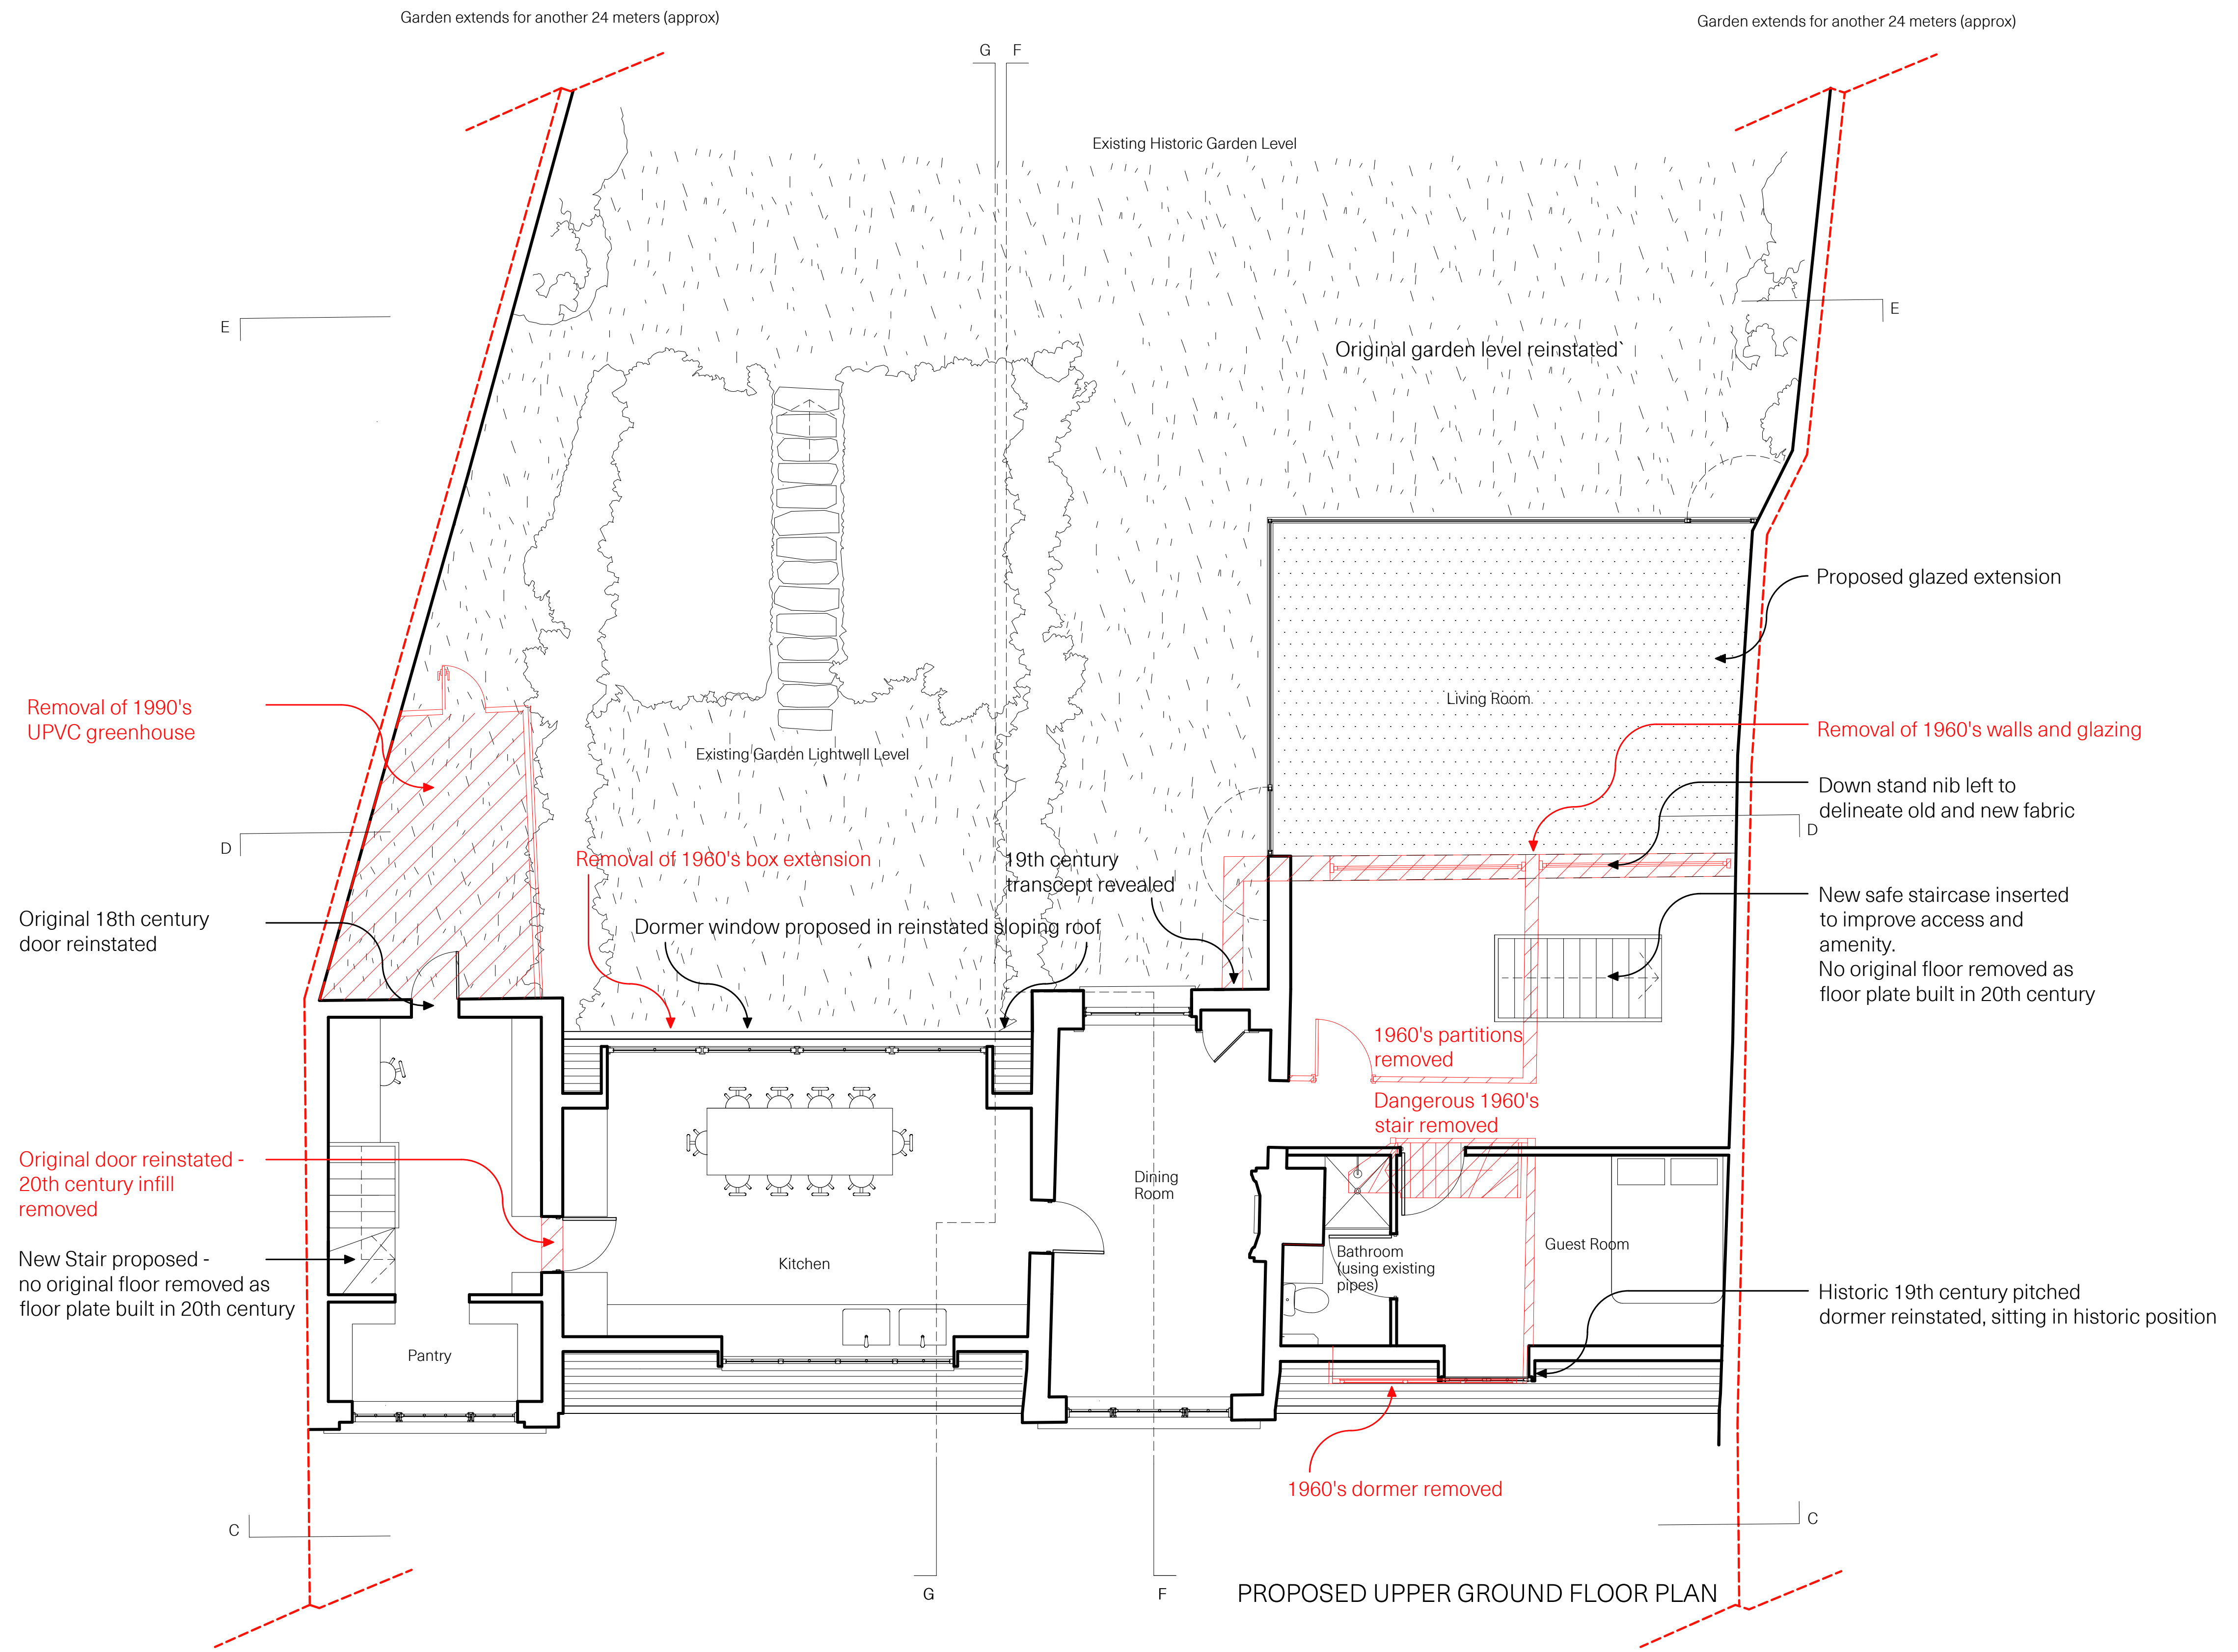 Garden extends for another 24 meters (approx)
Garden extends for another 24 meters (approx)
G
F
Existing Historic Garden Level
E
E
Original garden level reinstated`
Proposed glazed extension
Living Room
Removal of 1990's
UPVC greenhouse
Removal of 1960's walls and glazing
Existing Garden Lightwell Level
Down stand nib left to
delineate old and new fabric
D
D
Removal of 1960's box extension
19th century
transcept revealed
Original 18th century
door reinstated
Dormer window proposed in reinstated sloping roof
New safe staircase inserted
to improve access and
amenity.
No original floor removed as
floor plate built in 20th century
1960's partitions
removed
Dangerous 1960's
stair removed
Original door reinstated -
20th century infill
removed
Dining
Room
New Stair proposed -
no original floor removed as
floor plate built in 20th century
Kitchen
Bathroom
(using existing
pipes)
Guest Room
Historic 19th century pitched
dormer reinstated, sitting in historic position
Pantry
1960's dormer removed
C
C
G
F
PROPOSED UPPER GROUND FLOOR PLAN